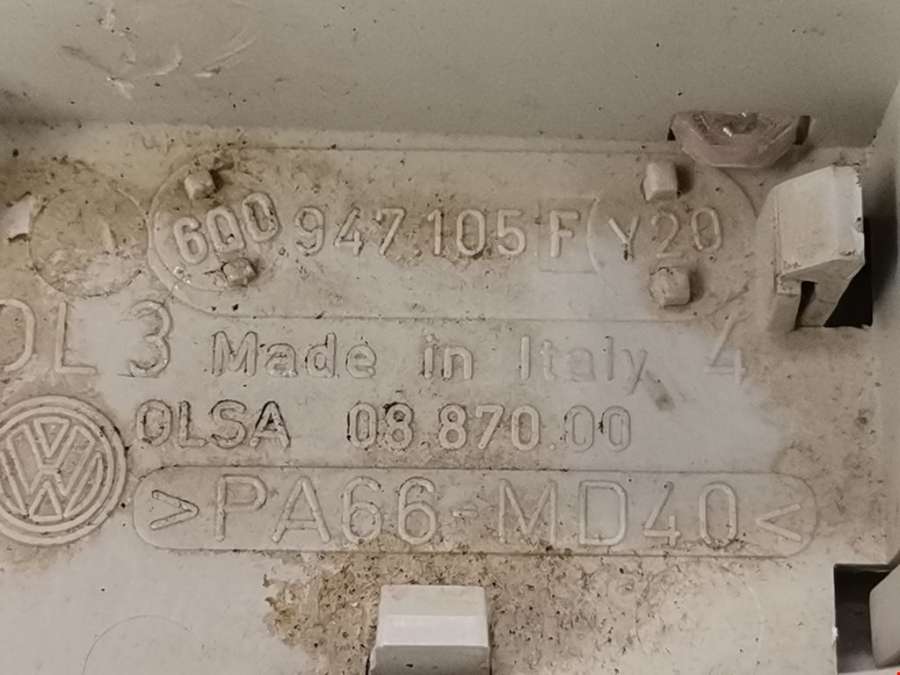 6Q0 947.105 F Y20
OL 3 Made in Italy 4
OLSA 08.870.00
>PA66-MD40<